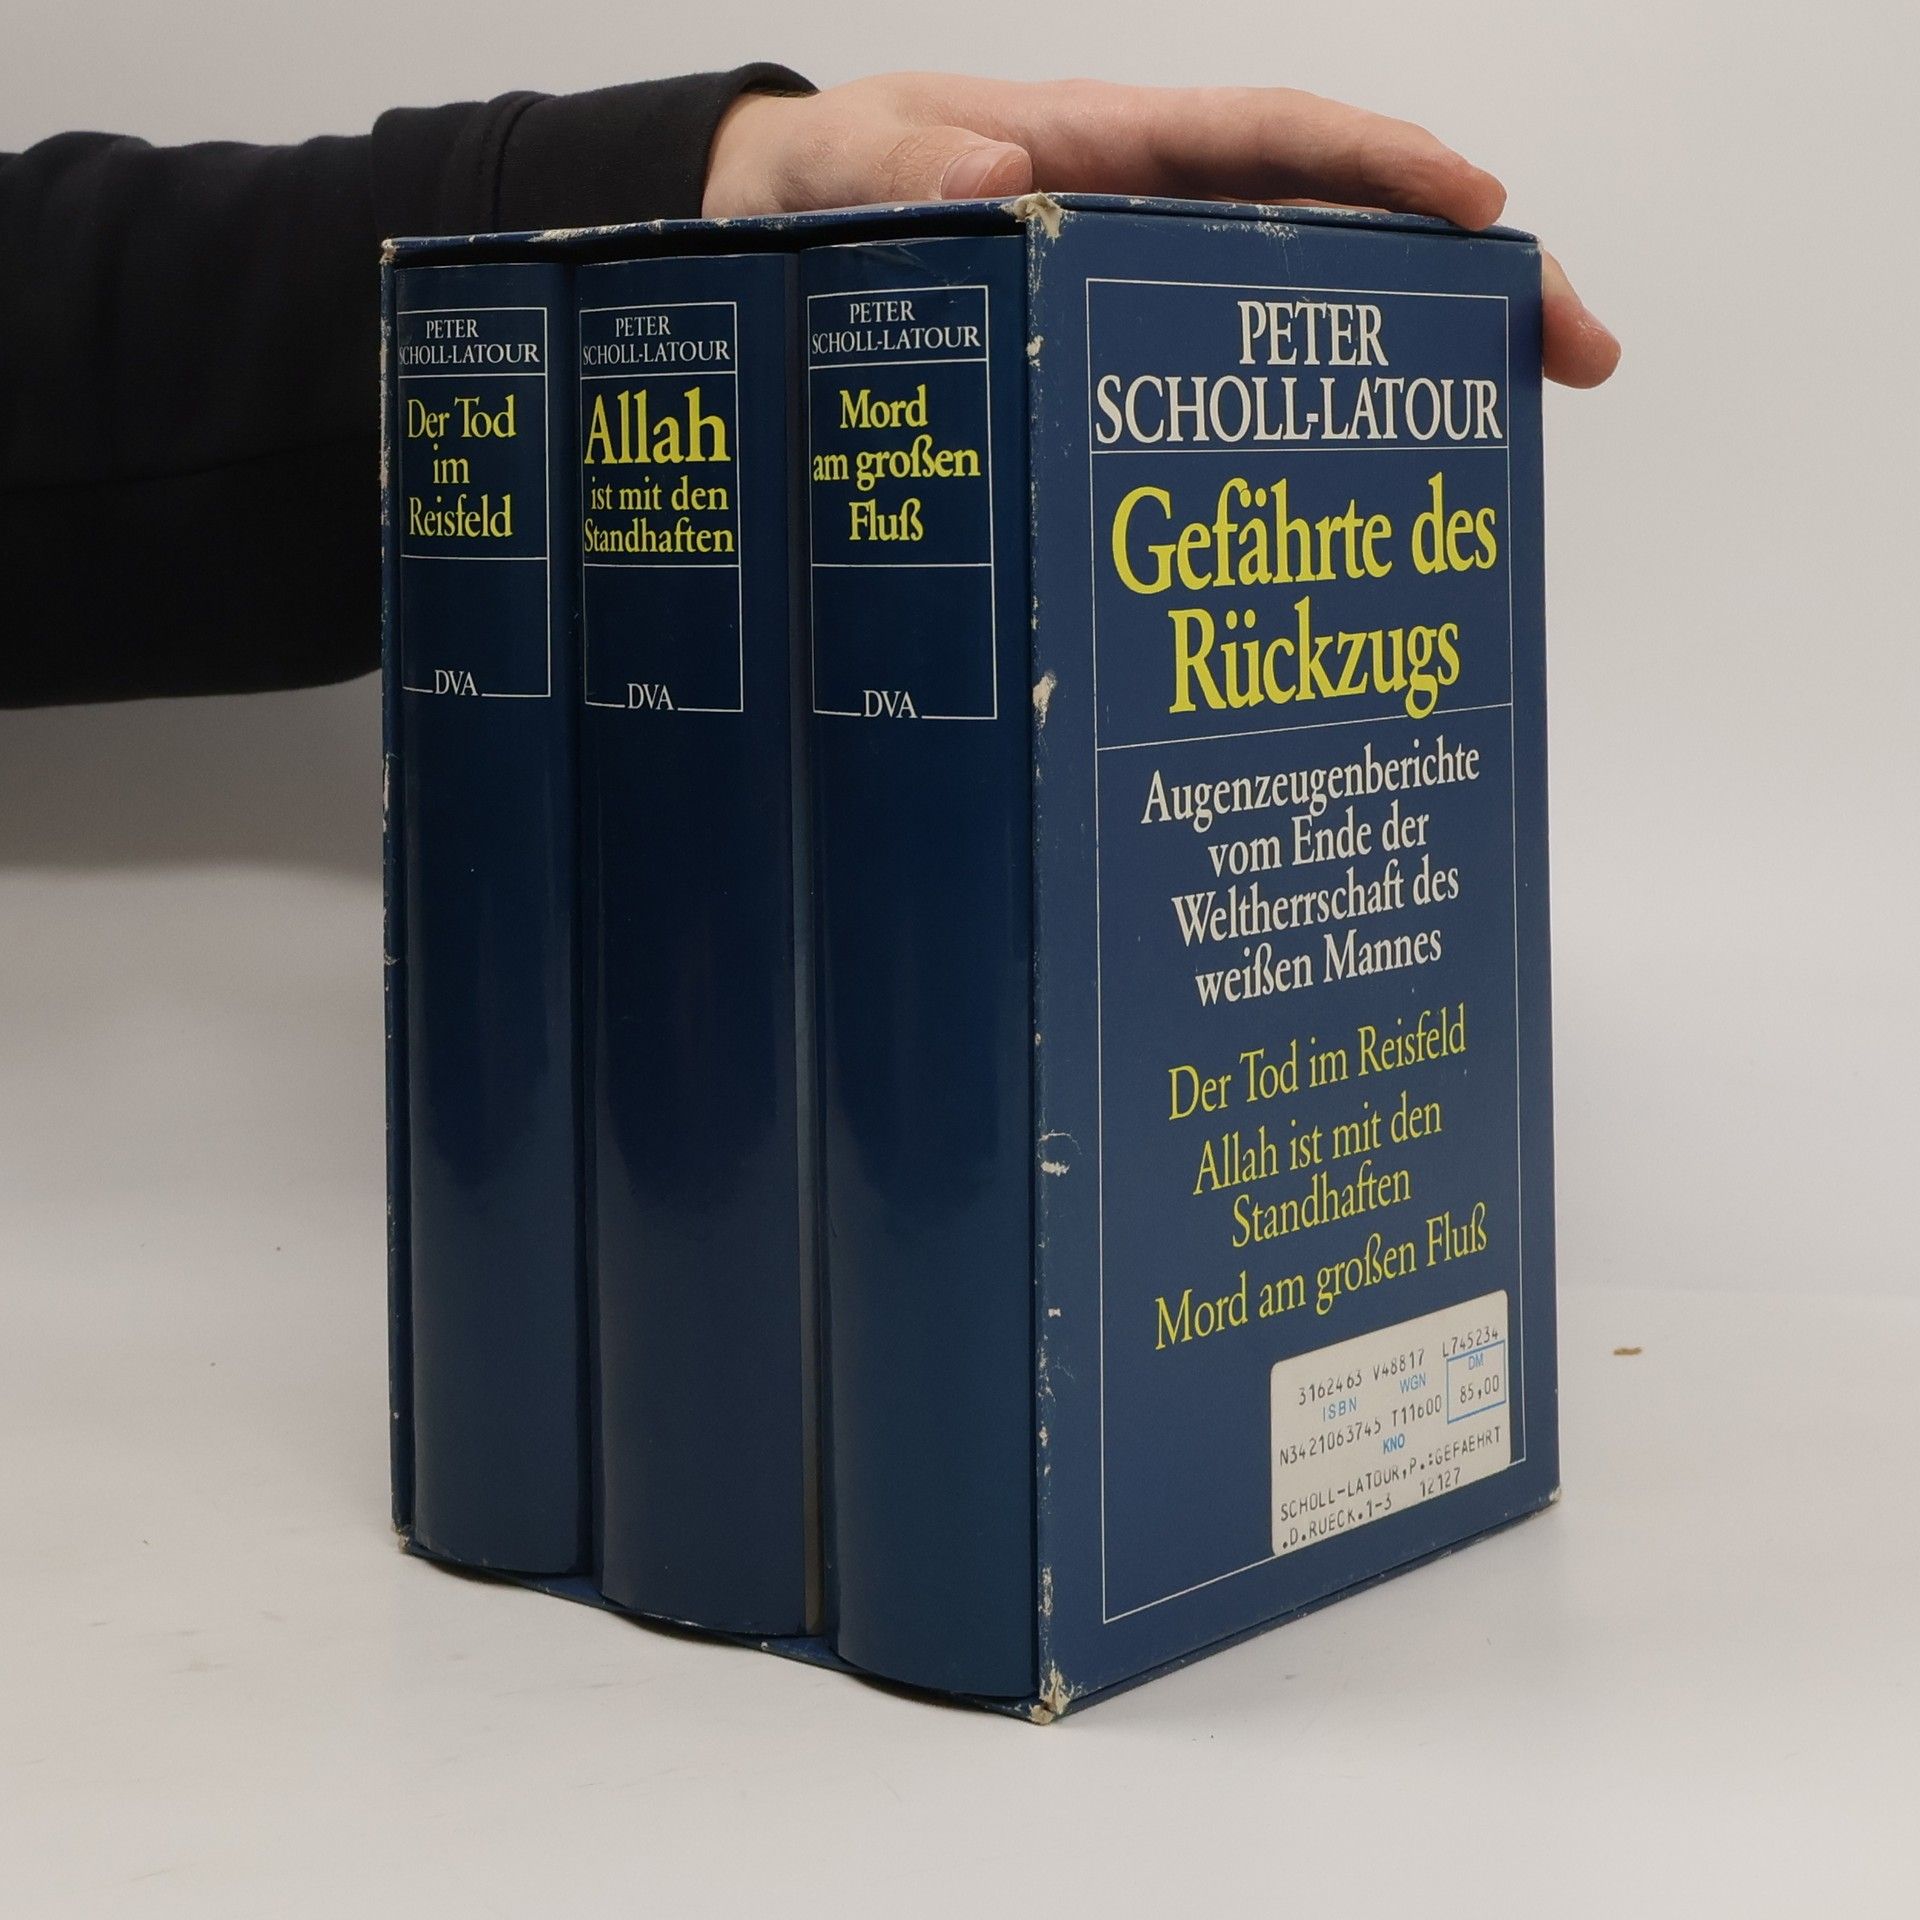 PETER
SCHOLL-LATOUR
Der Tod
im
Reisfeld
DVA
PETER
SCHOLL-LATOUR
Allah
ist mit den
Standhaften
DVA
PETER
SCHOLL-LATOUR
Mord
am großen
Fluß
DVA
PETER
SCHOLL-LATOUR
Gefährte des
Rückzugs
Augenzeugenberichte
vom Ende der
Weltherrschaft des
weißen Mannes
Der Tod im Reisfeld
Allah ist mit den
Standhaften
Mord am großen Fluß
3162463 V48817 L745234
ISBN WGN DM
N3421063745 T11600 85,00
KNO
SCHOLL-LATOUR,P.:GEFAEHRT
.D.RUECK.1-3 12127